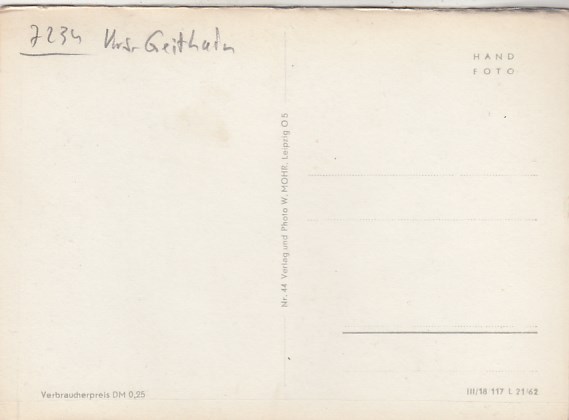 7234 Krs. Geithain
HAND
FOTO
Nr. 44 Verlag und Photo W. MOHR, Leipzig O 5
Verbraucherpreis DM 0,25
III/18 117 L 21/62